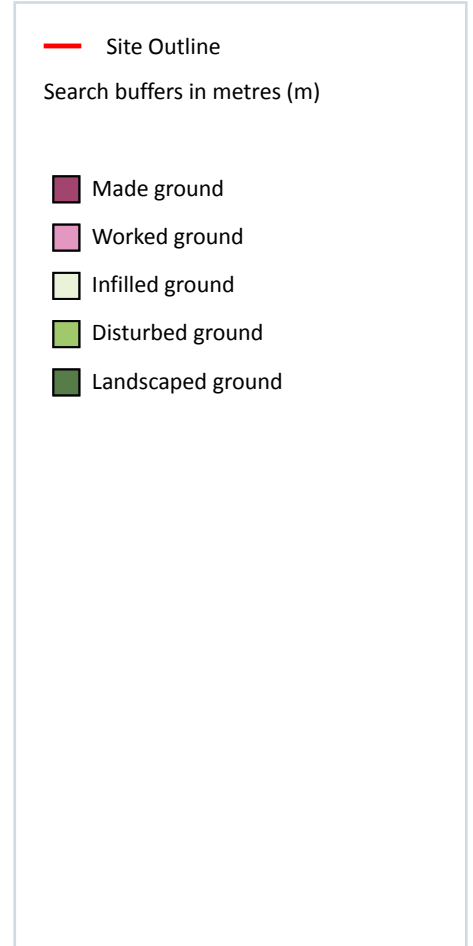 Site Outline
Search buffers in metres (m)
Made ground
Worked ground
Infilled ground
Disturbed ground
Landscaped ground